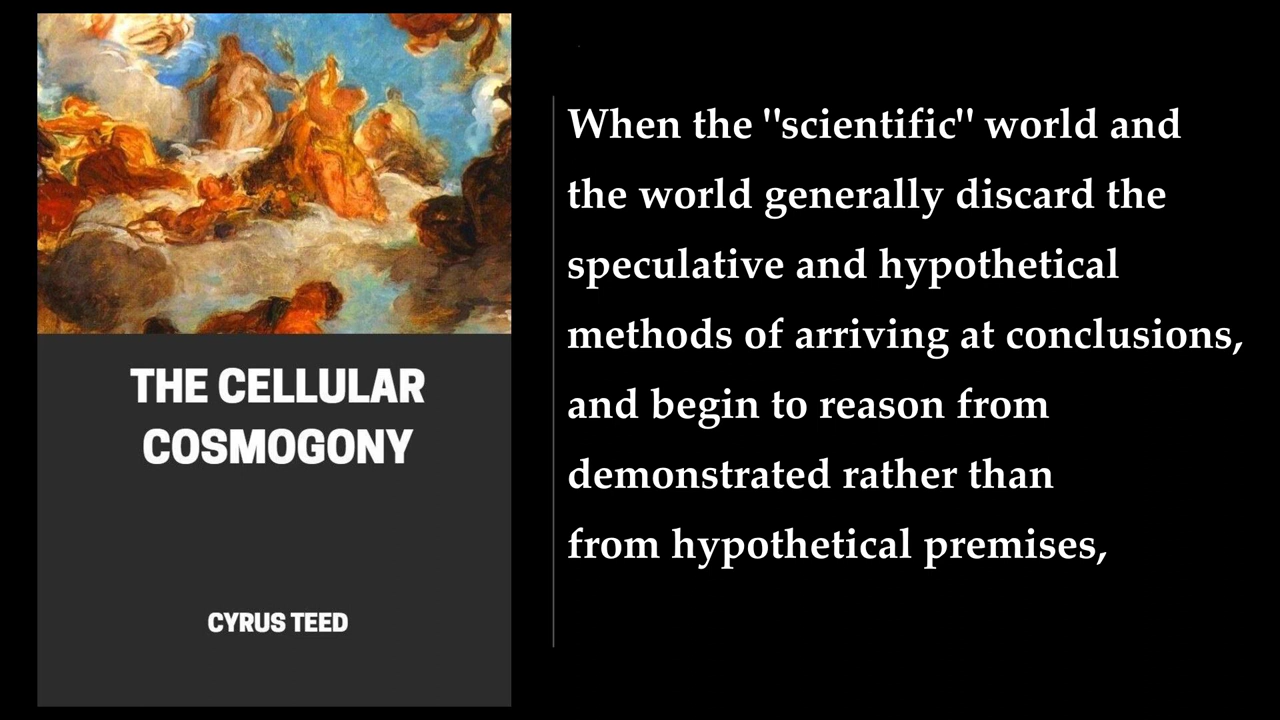 THE CELLULAR
COSMOGONY
CYRUS TEED
When the "scientific" world and
the world generally discard the
speculative and hypothetical
methods of arriving at conclusions,
and begin to reason from
demonstrated rather than
from hypothetical premises,